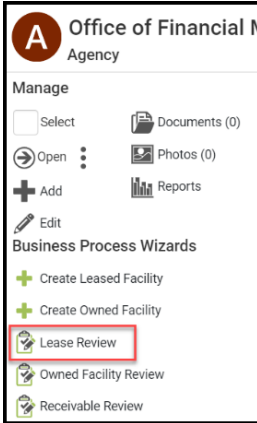 A
Office of Financial
Agency
Manage
Select
Documents (0)
Open
Photos (0)
Add
Reports
Edit
Business Process Wizards
Create Leased Facility
Create Owned Facility
Lease Review
Owned Facility Review
Receivable Review